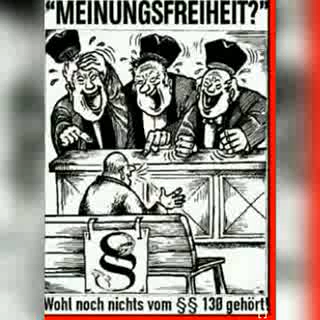 “MEINUNGSFREIHEIT?”
§
Wohl noch nichts vom §§ 130 gehört!